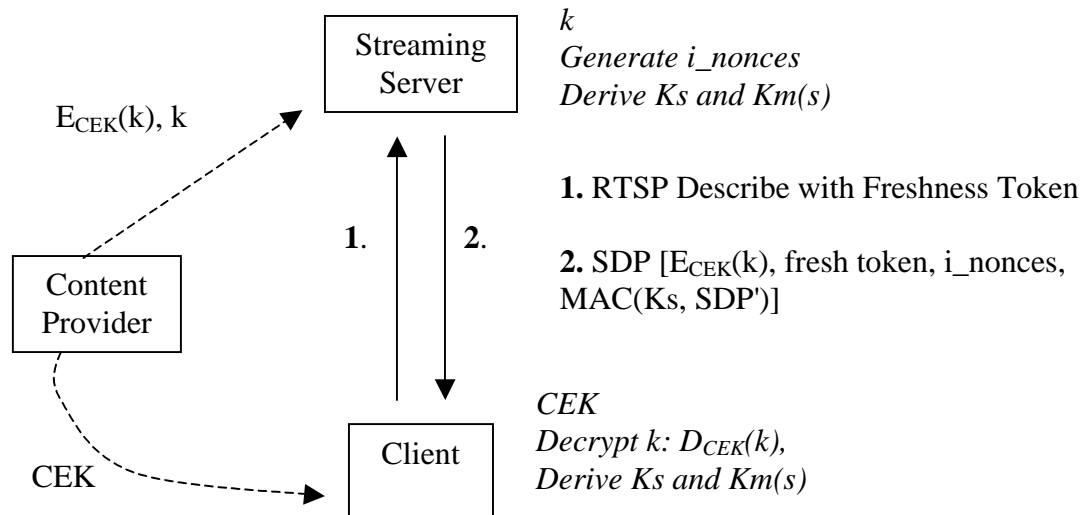 k
Streaming
Server
Generate i_nonces
Derive Ks and Km(s)
E_CEK(k), k
1. RTSP Describe with Freshness Token
1.
2.
2. SDP [E_CEK(k), fresh token, i_nonces,
MAC(Ks, SDP')]
Content
Provider
CEK
Client
Decrypt k: D_CEK(k),
Derive Ks and Km(s)
CEK